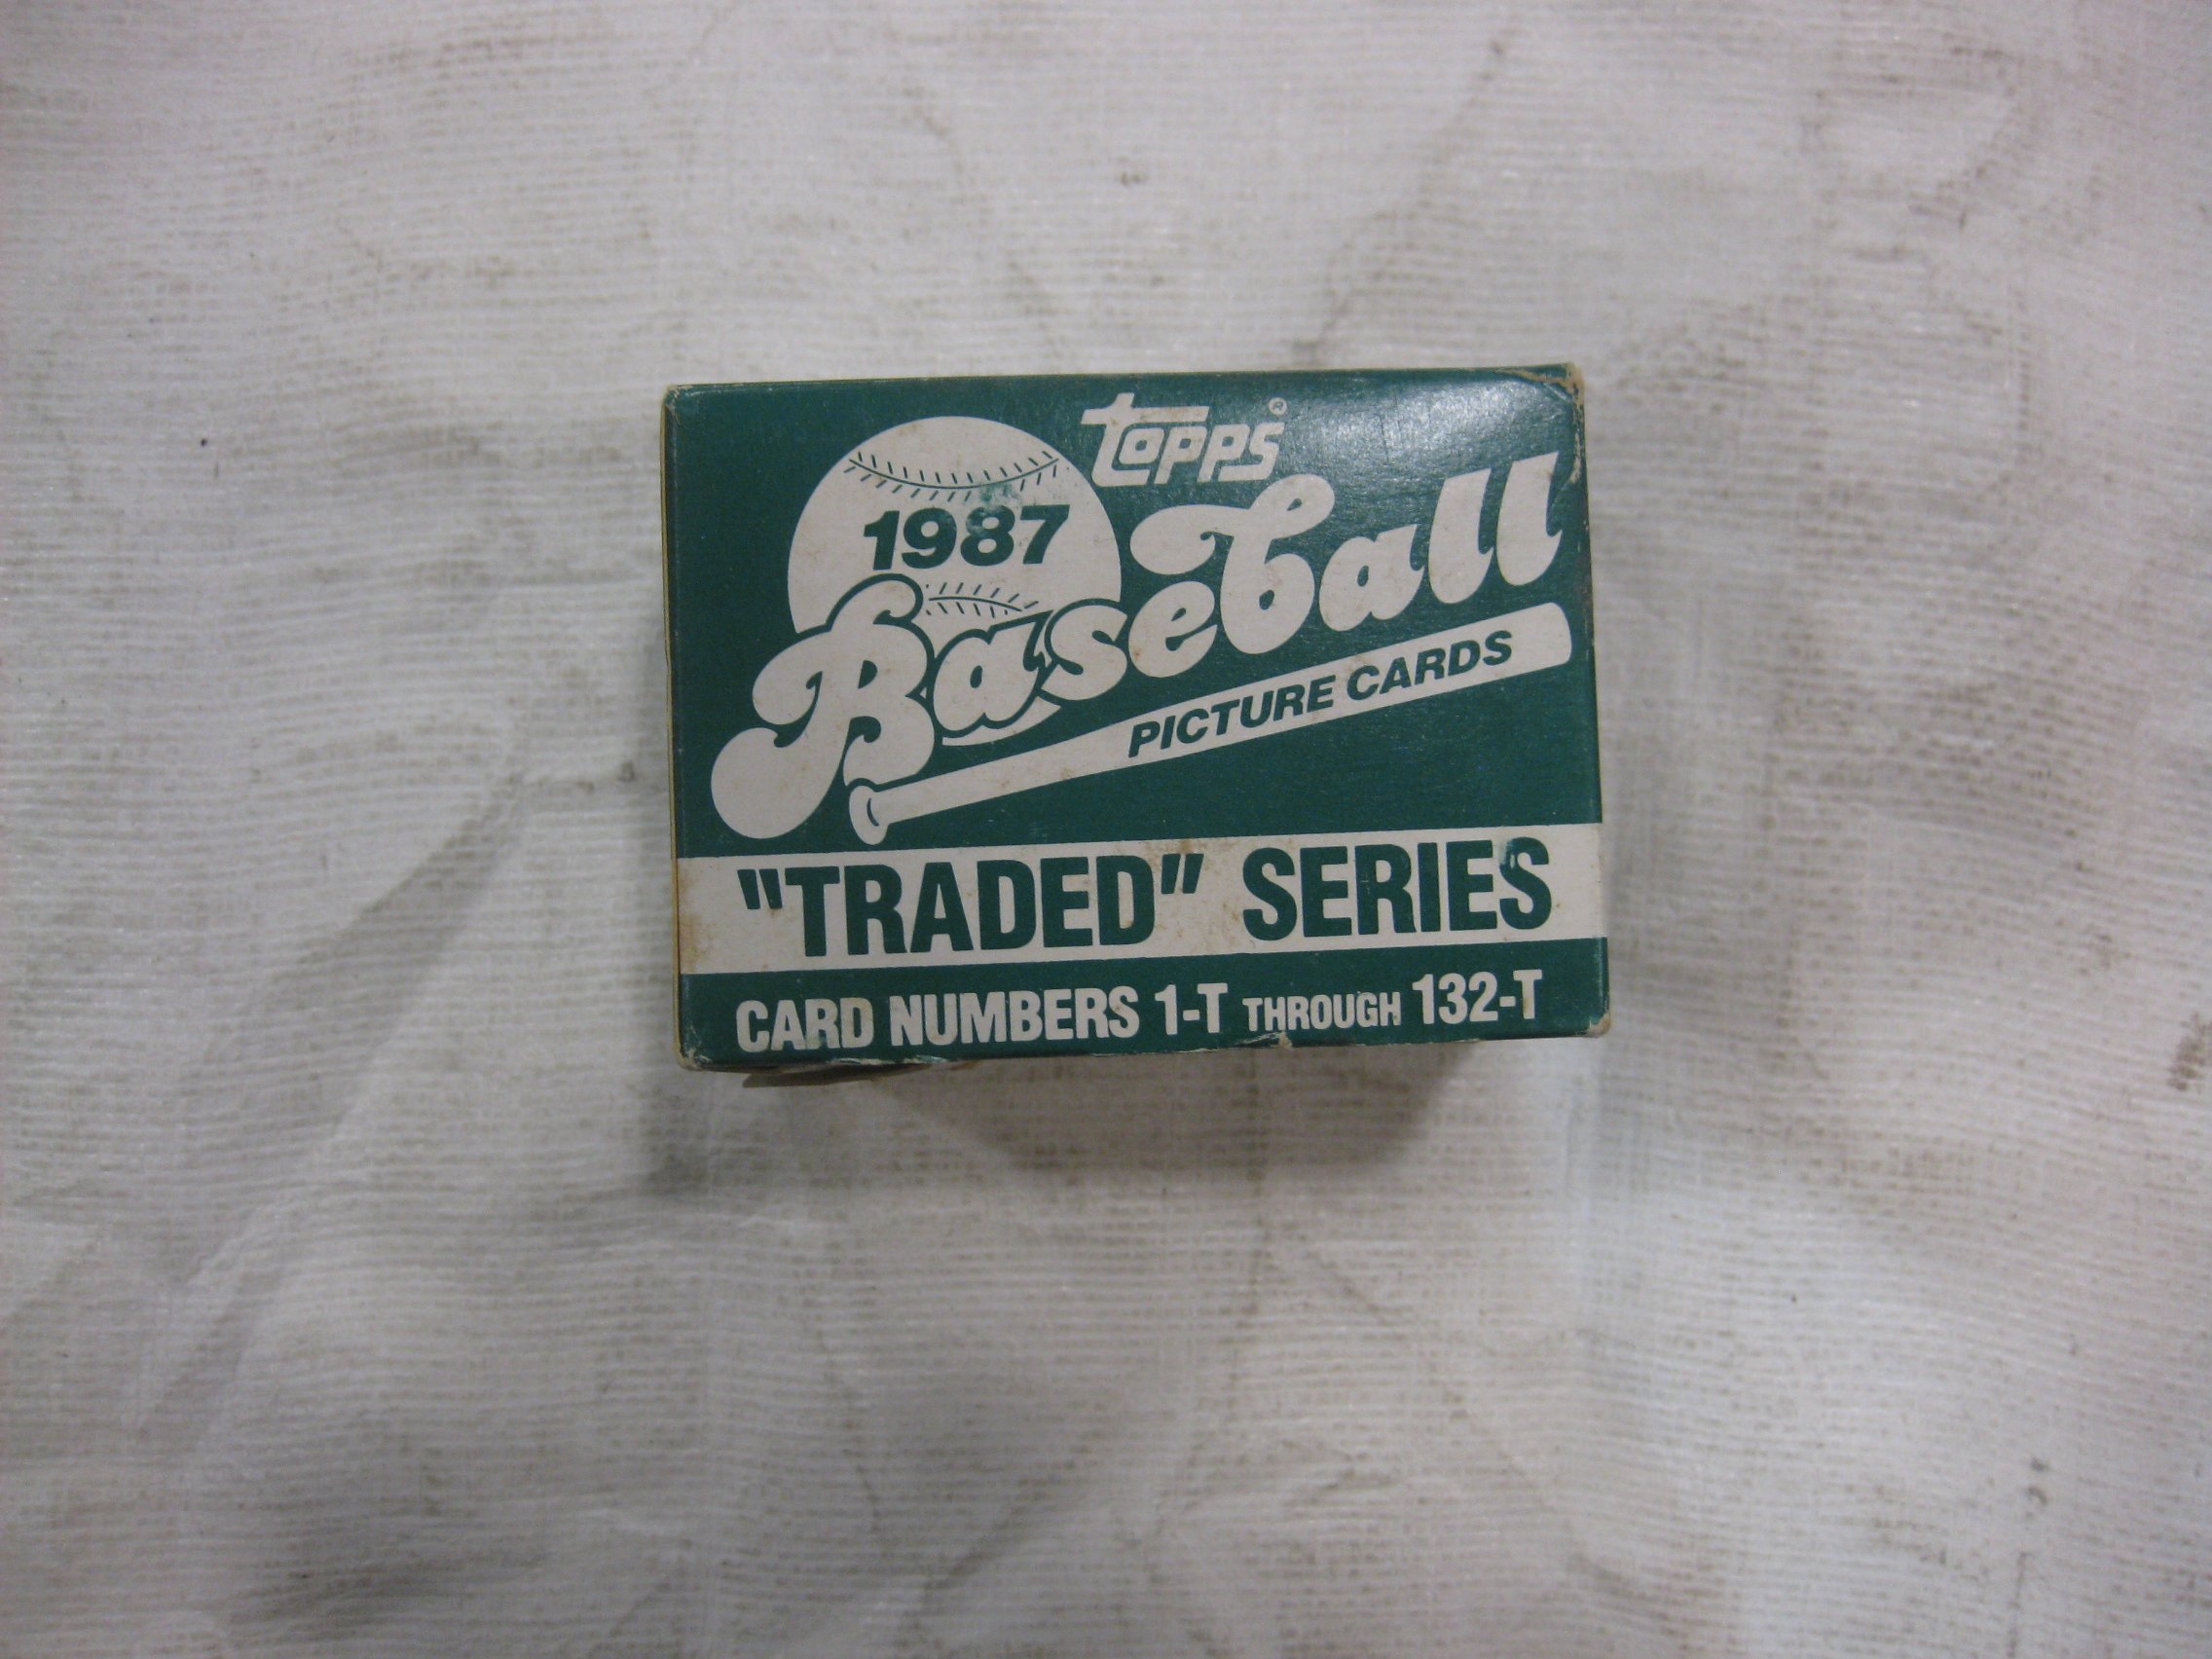 TOPPS®
1987
Baseball
PICTURE CARDS
"TRADED" SERIES
CARD NUMBERS 1-T THROUGH 132-T